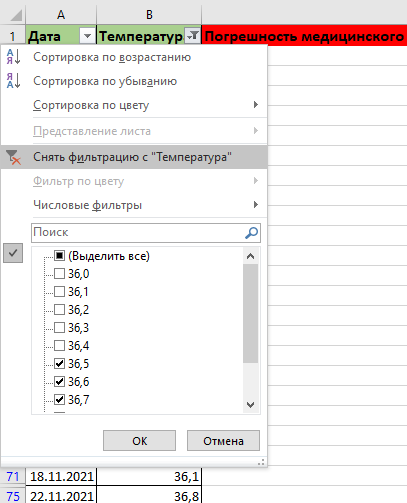 A B
1 Дата Температур Погрешность медицинского
Сортировка по возрастанию
Сортировка по убыванию
Сортировка по цвету
Представление листа
Снять фильтрацию с "Температура"
Фильтр по цвету
Числовые фильтры
Поиск
(Выделить все)
36,0
36,1
36,2
36,3
36,4
36,5
36,6
36,7
ОК Отмена
71 18.11.2021 36,1
75 22.11.2021 36,8